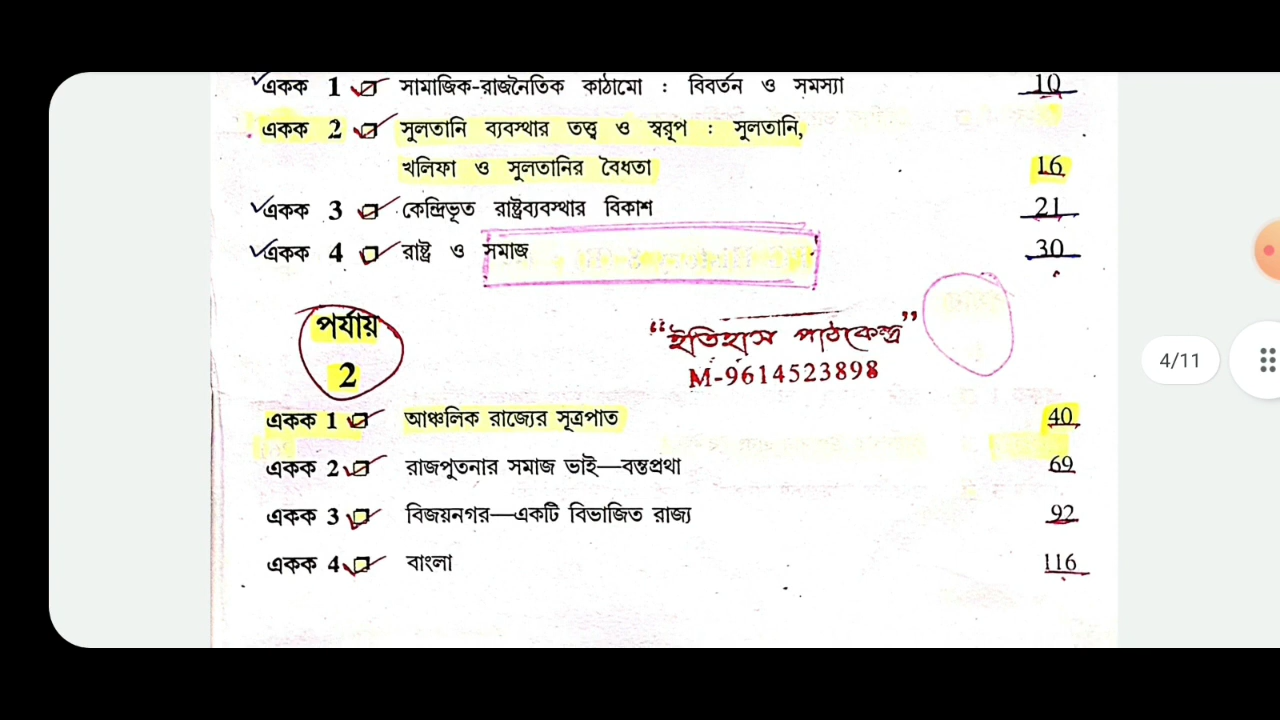 একক 1 সামাজিক-রাজনৈতিক কাঠামো : বিবর্তন ও সমস্যা 10
একক 2 সুলতানি ব্যবস্থার তত্ত্ব ও স্বরূপ : সুলতানি,
খলিফা ও সুলতানির বৈধতা 16
একক 3 কেন্দ্রিভূত রাষ্ট্রব্যবস্থার বিকাশ 21
একক 4 রাষ্ট্র ও সমাজ 30
পর্যায়
2
"ইতিহাস পাঠকেন্দ্র"
M-9614523898
4/11
একক 1 আঞ্চলিক রাজ্যের সূত্রপাত 40
একক 2 রাজপুতনার সমাজ ভাই—বন্তপ্রথা 69
একক 3 বিজয়নগর—একটি বিভাজিত রাজ্য 92
একক 4 বাংলা 116